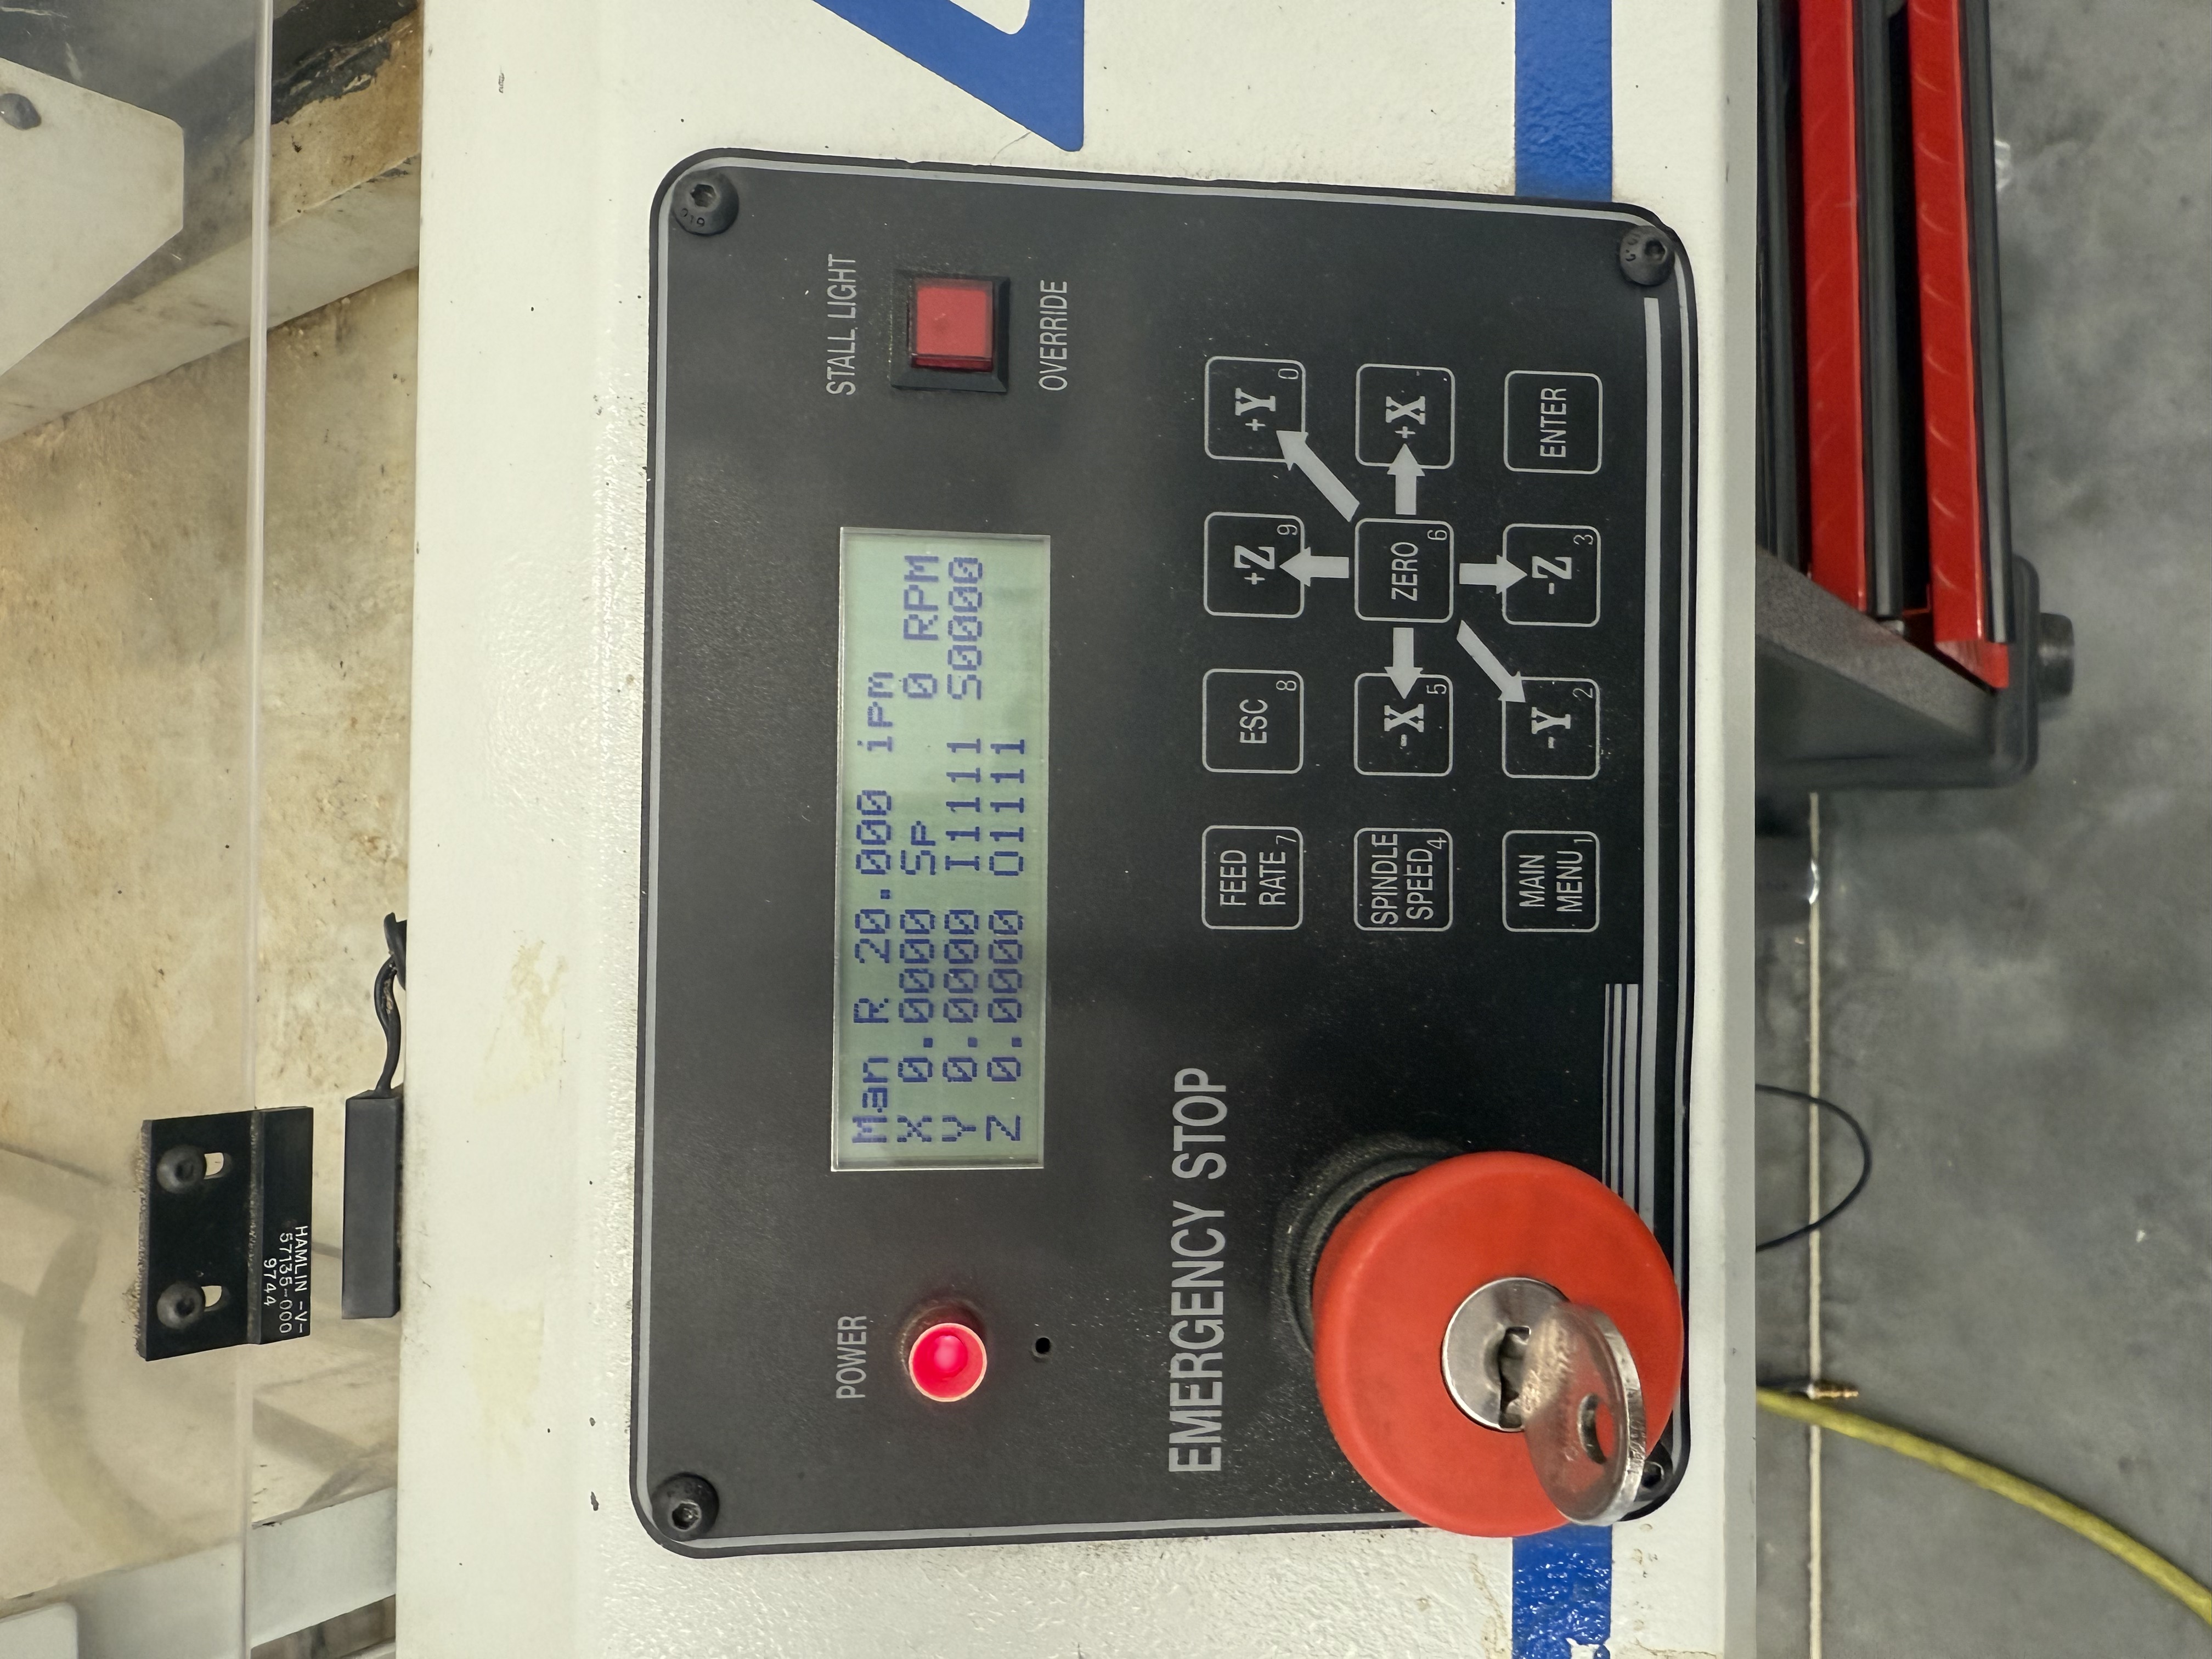 HAMLIN -V-
57135-000
9744
POWER
Man R 20.000 ipm
X 0.0000 Sp 0 RPM
Y 0.0000 I1111 S0000
Z 0.0000 O1111
STALL LIGHT
OVERRIDE
EMERGENCY STOP
FEED RATE 7
ESC 8
+Z 9
+Y 0
SPINDLE SPEED 4
-X 5
ZERO 6
+X
MAIN MENU 1
-Y 2
-Z 3
ENTER